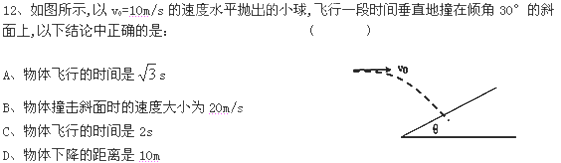 12、如图所示,以 v₀=10m/s 的速度水平抛出的小球,飞行一段时间垂直地撞在倾角 30° 的斜
面上,以下结论中正确的是: ( )
A、物体飞行的时间是 √3 s
v₀
B、物体撞击斜面时的速度大小为 20m/s
C、物体飞行的时间是 2s
θ
D、物体下降的距离是 10m